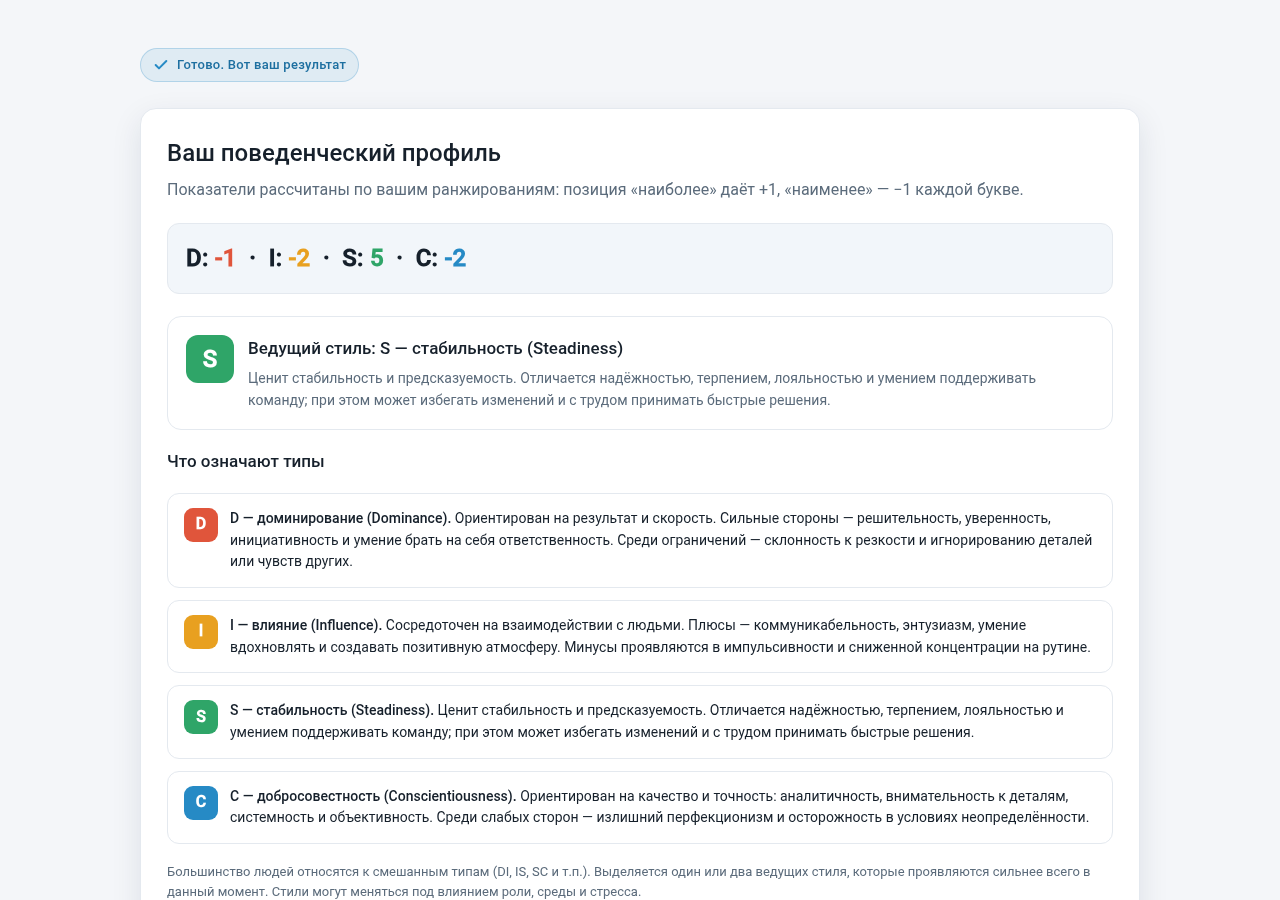 Готово. Вот ваш результат
Ваш поведенческий профиль
Показатели рассчитаны по вашим ранжированиям: позиция «наиболее» даёт +1, «наименее» — −1 каждой букве.
D: -1 · I: -2 · S: 5 · C: -2
S
Ведущий стиль: S — стабильность (Steadiness)
Ценит стабильность и предсказуемость. Отличается надёжностью, терпением, лояльностью и умением поддерживать
команду; при этом может избегать изменений и с трудом принимать быстрые решения.
Что означают типы
D
D — доминирование (Dominance). Ориентирован на результат и скорость. Сильные стороны — решительность, уверенность,
инициативность и умение брать на себя ответственность. Среди ограничений — склонность к резкости и игнорированию деталей
или чувств других.
I
I — влияние (Influence). Сосредоточен на взаимодействии с людьми. Плюсы — коммуникабельность, энтузиазм, умение
вдохновлять и создавать позитивную атмосферу. Минусы проявляются в импульсивности и сниженной концентрации на рутине.
S
S — стабильность (Steadiness). Ценит стабильность и предсказуемость. Отличается надёжностью, терпением, лояльностью и
умением поддерживать команду; при этом может избегать изменений и с трудом принимать быстрые решения.
C
C — добросовестность (Conscientiousness). Ориентирован на качество и точность: аналитичность, внимательность к деталям,
системность и объективность. Среди слабых сторон — излишний перфекционизм и осторожность в условиях неопределённости.
Большинство людей относятся к смешанным типам (DI, IS, SC и т.п.). Выделяется один или два ведущих стиля, которые проявляются сильнее всего в
данный момент. Стили могут меняться под влиянием роли, среды и стресса.